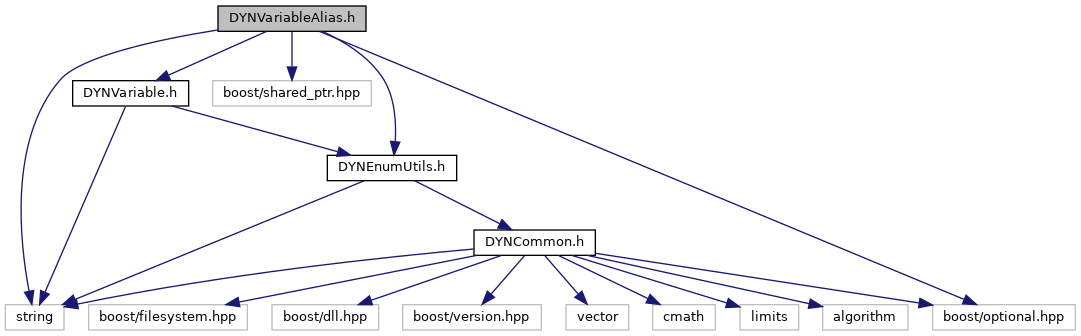 DYNVariableAlias.h
DYNVariable.h
boost/shared_ptr.hpp
DYNEnumUtils.h
DYNCommon.h
string
boost/filesystem.hpp
boost/dll.hpp
boost/version.hpp
vector
cmath
limits
algorithm
boost/optional.hpp